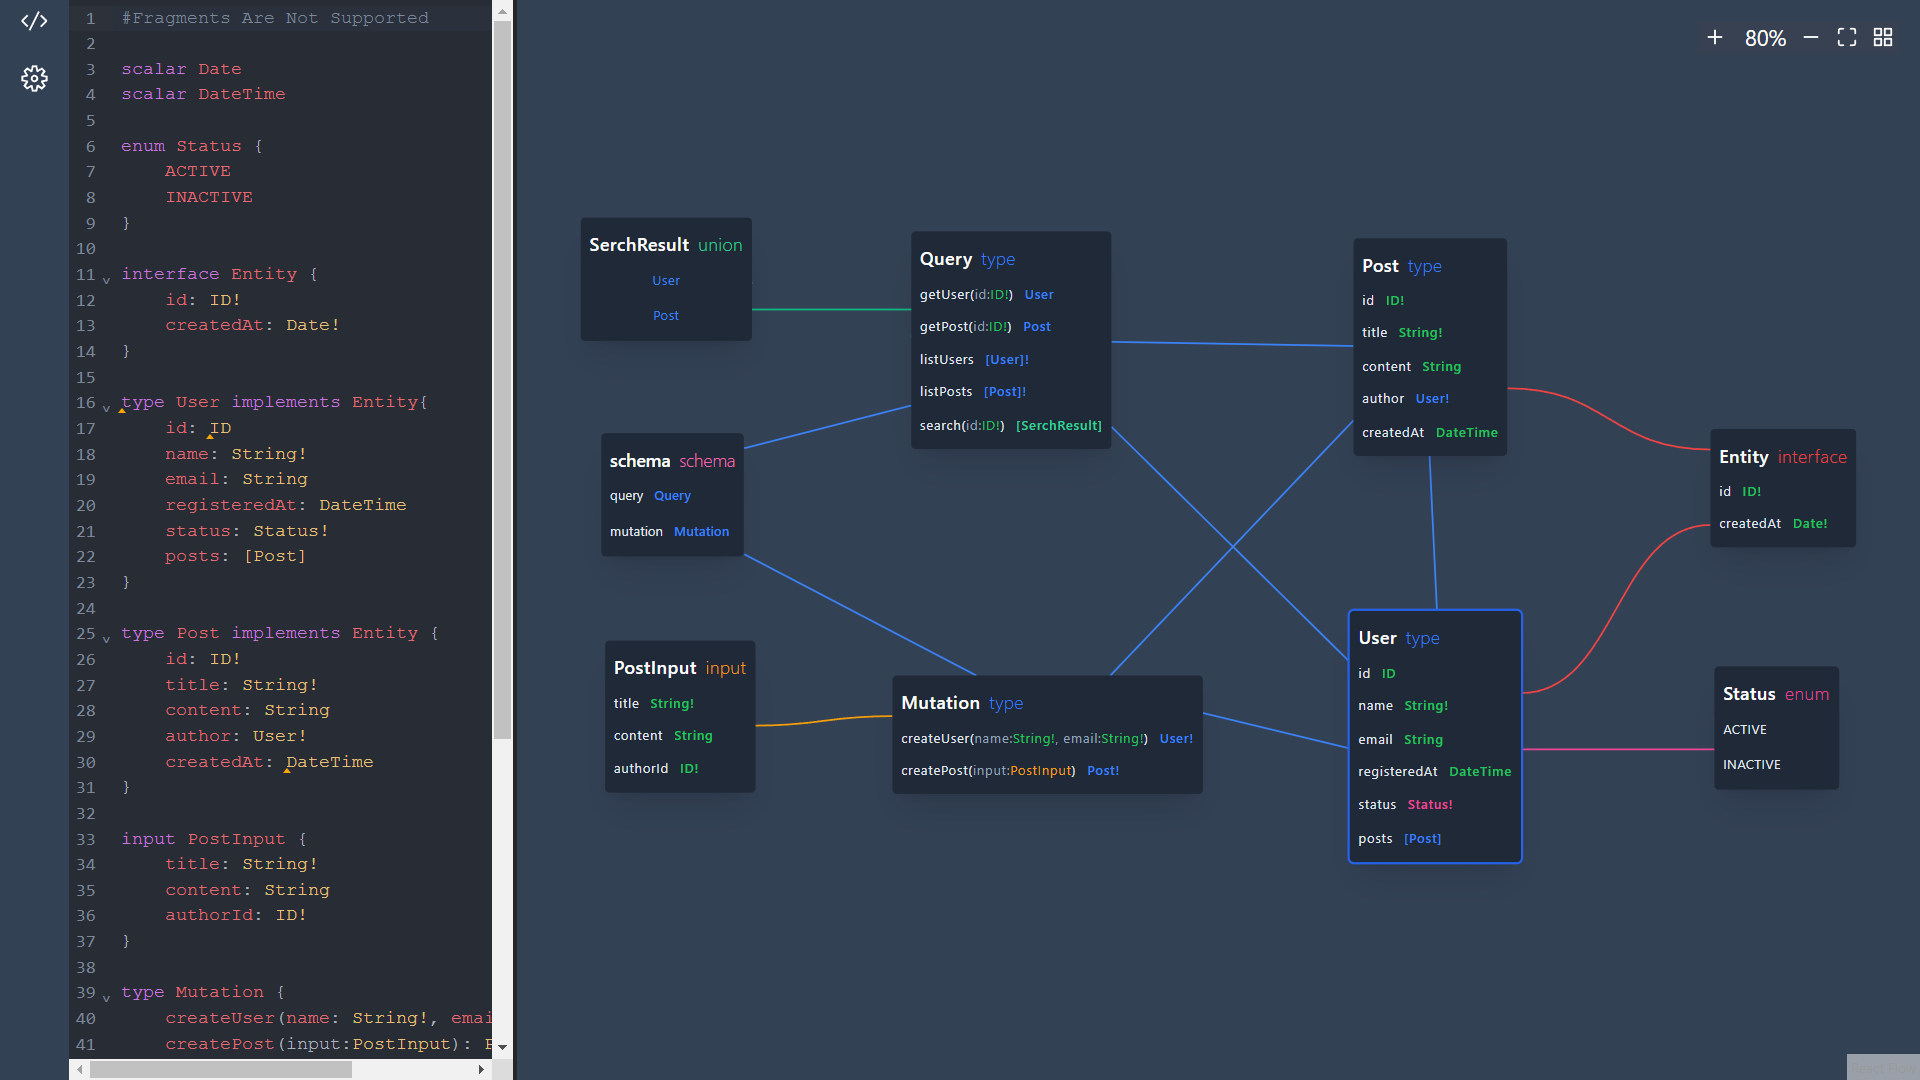 1 #Fragments Are Not Supported
2
3 scalar Date
4 scalar DateTime
5
6 enum Status {
7 ACTIVE
8 INACTIVE
9 }
10
11 interface Entity {
12 id: ID!
13 createdAt: Date!
14 }
15
16 type User implements Entity{
17 id: ID
18 name: String!
19 email: String
20 registeredAt: DateTime
21 status: Status!
22 posts: [Post]
23 }
24
25 type Post implements Entity {
26 id: ID!
27 title: String!
28 content: String
29 author: User!
30 createdAt: DateTime
31 }
32
33 input PostInput {
34 title: String!
35 content: String
36 authorId: ID!
37 }
38
39 type Mutation {
40 createUser(name: String!, emai
41 createPost(input:PostInput):
80%
SerchResult union
User
Post
Query type
getUser(id:ID!) User
getPost(id:ID!) Post
listUsers [User]!
listPosts [Post]!
search(id:ID!) [SerchResult]
Post type
id ID!
title String!
content String
author User!
createdAt DateTime
schema schema
query Query
mutation Mutation
Entity interface
id ID!
createdAt Date!
PostInput input
title String!
content String
authorId ID!
Mutation type
createUser(name:String!, email:String!) User!
createPost(input:PostInput) Post!
User type
id ID
name String!
email String
registeredAt DateTime
status Status!
posts [Post]
Status enum
ACTIVE
INACTIVE